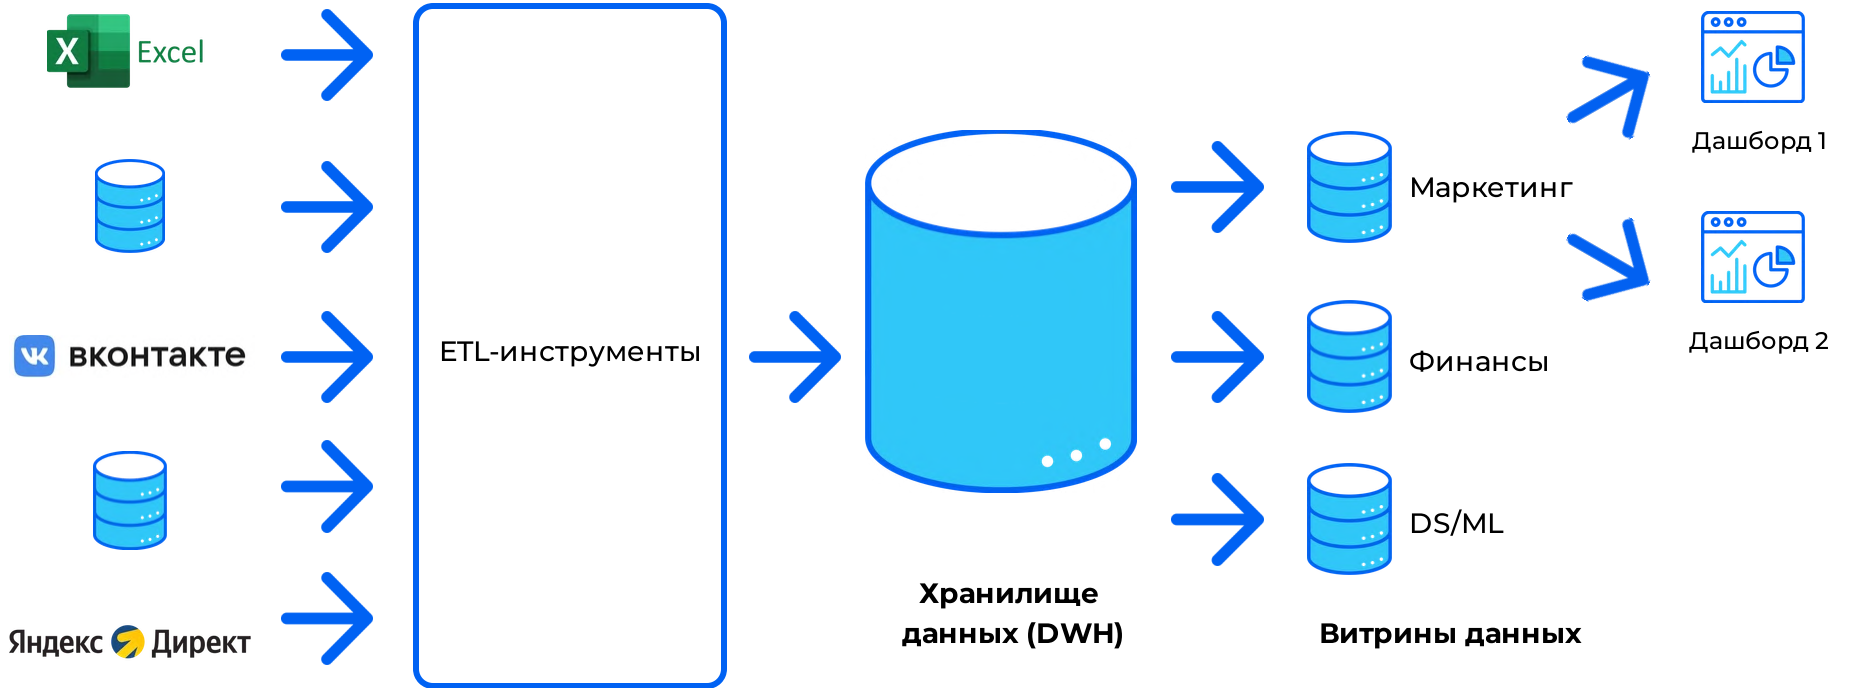 X Excel
вконтакте
Яндекс Директ
ETL-инструменты
Хранилище
данных (DWH)
Маркетинг
Финансы
DS/ML
Витрины данных
Дашборд 1
Дашборд 2